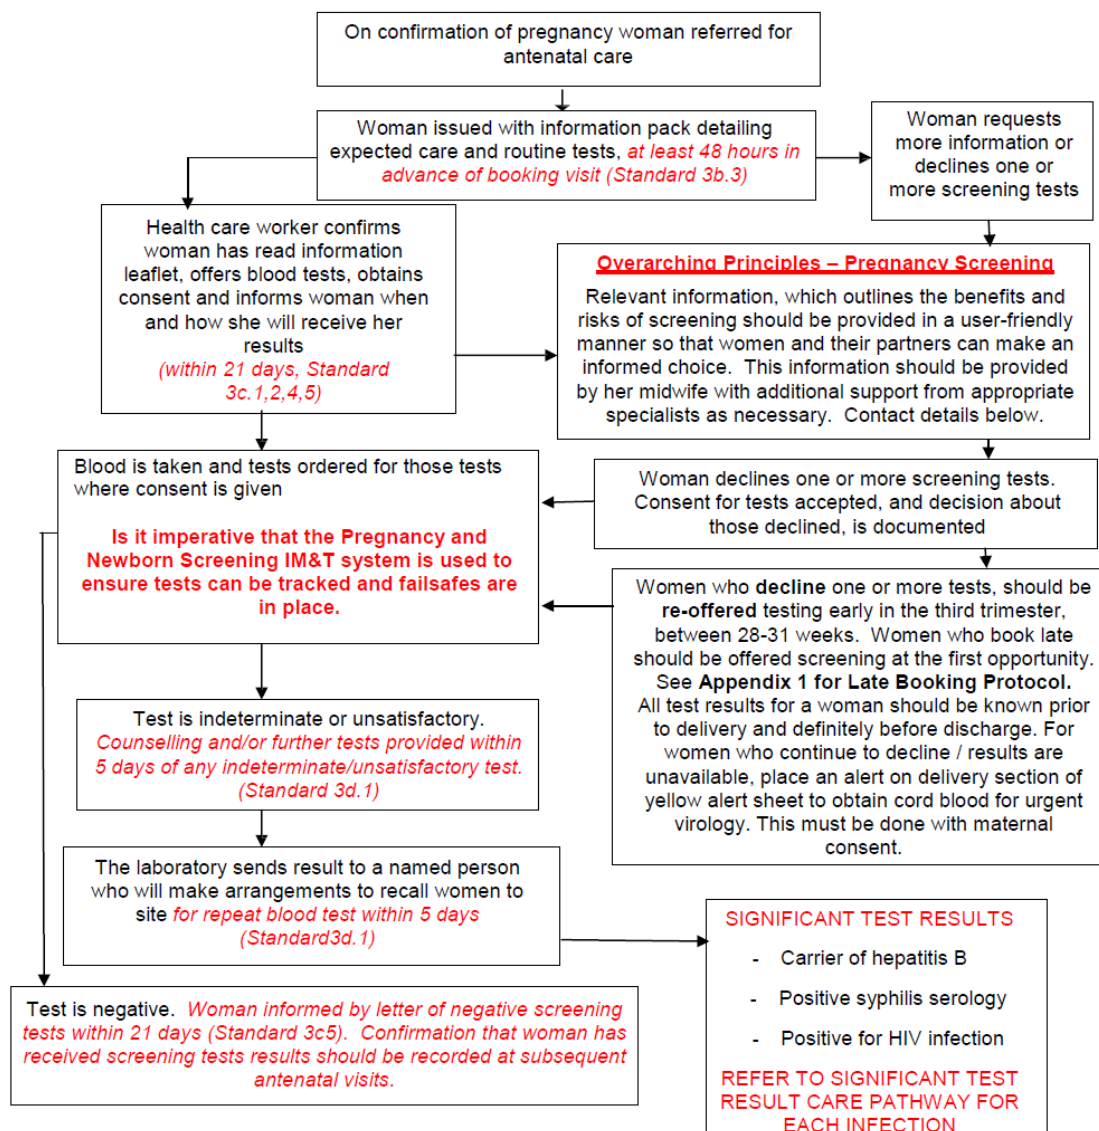 On confirmation of pregnancy woman referred for
antenatal care
Woman issued with information pack detailing
expected care and routine tests, at least 48 hours in
advance of booking visit (Standard 3b.3)
Woman requests
more information or
declines one or
more screening tests
Health care worker confirms
woman has read information
leaflet, offers blood tests, obtains
consent and informs woman when
and how she will receive her
results
(within 21 days, Standard
3c.1,2,4,5)
Overarching Principles – Pregnancy Screening
Relevant information, which outlines the benefits and
risks of screening should be provided in a user-friendly
manner so that women and their partners can make an
informed choice. This information should be provided
by her midwife with additional support from appropriate
specialists as necessary. Contact details below.
Blood is taken and tests ordered for those tests
where consent is given
Is it imperative that the Pregnancy and
Newborn Screening IM&T system is used to
ensure tests can be tracked and failsafes are
in place.
Woman declines one or more screening tests.
Consent for tests accepted, and decision about
those declined, is documented
Women who decline one or more tests, should be
re-offered testing early in the third trimester,
between 28-31 weeks. Women who book late
should be offered screening at the first opportunity.
See Appendix 1 for Late Booking Protocol.
All test results for a woman should be known prior
to delivery and definitely before discharge. For
women who continue to decline / results are
unavailable, place an alert on delivery section of
yellow alert sheet to obtain cord blood for urgent
virology. This must be done with maternal
consent.
Test is indeterminate or unsatisfactory.
Counselling and/or further tests provided within
5 days of any indeterminate/unsatisfactory test.
(Standard 3d.1)
The laboratory sends result to a named person
who will make arrangements to recall women to
site for repeat blood test within 5 days
(Standard3d.1)
SIGNIFICANT TEST RESULTS
- Carrier of hepatitis B
- Positive syphilis serology
- Positive for HIV infection
REFER TO SIGNIFICANT TEST
RESULT CARE PATHWAY FOR
EACH INFECTION
Test is negative. Woman informed by letter of negative screening
tests within 21 days (Standard 3c5). Confirmation that woman has
received screening tests results should be recorded at subsequent
antenatal visits.